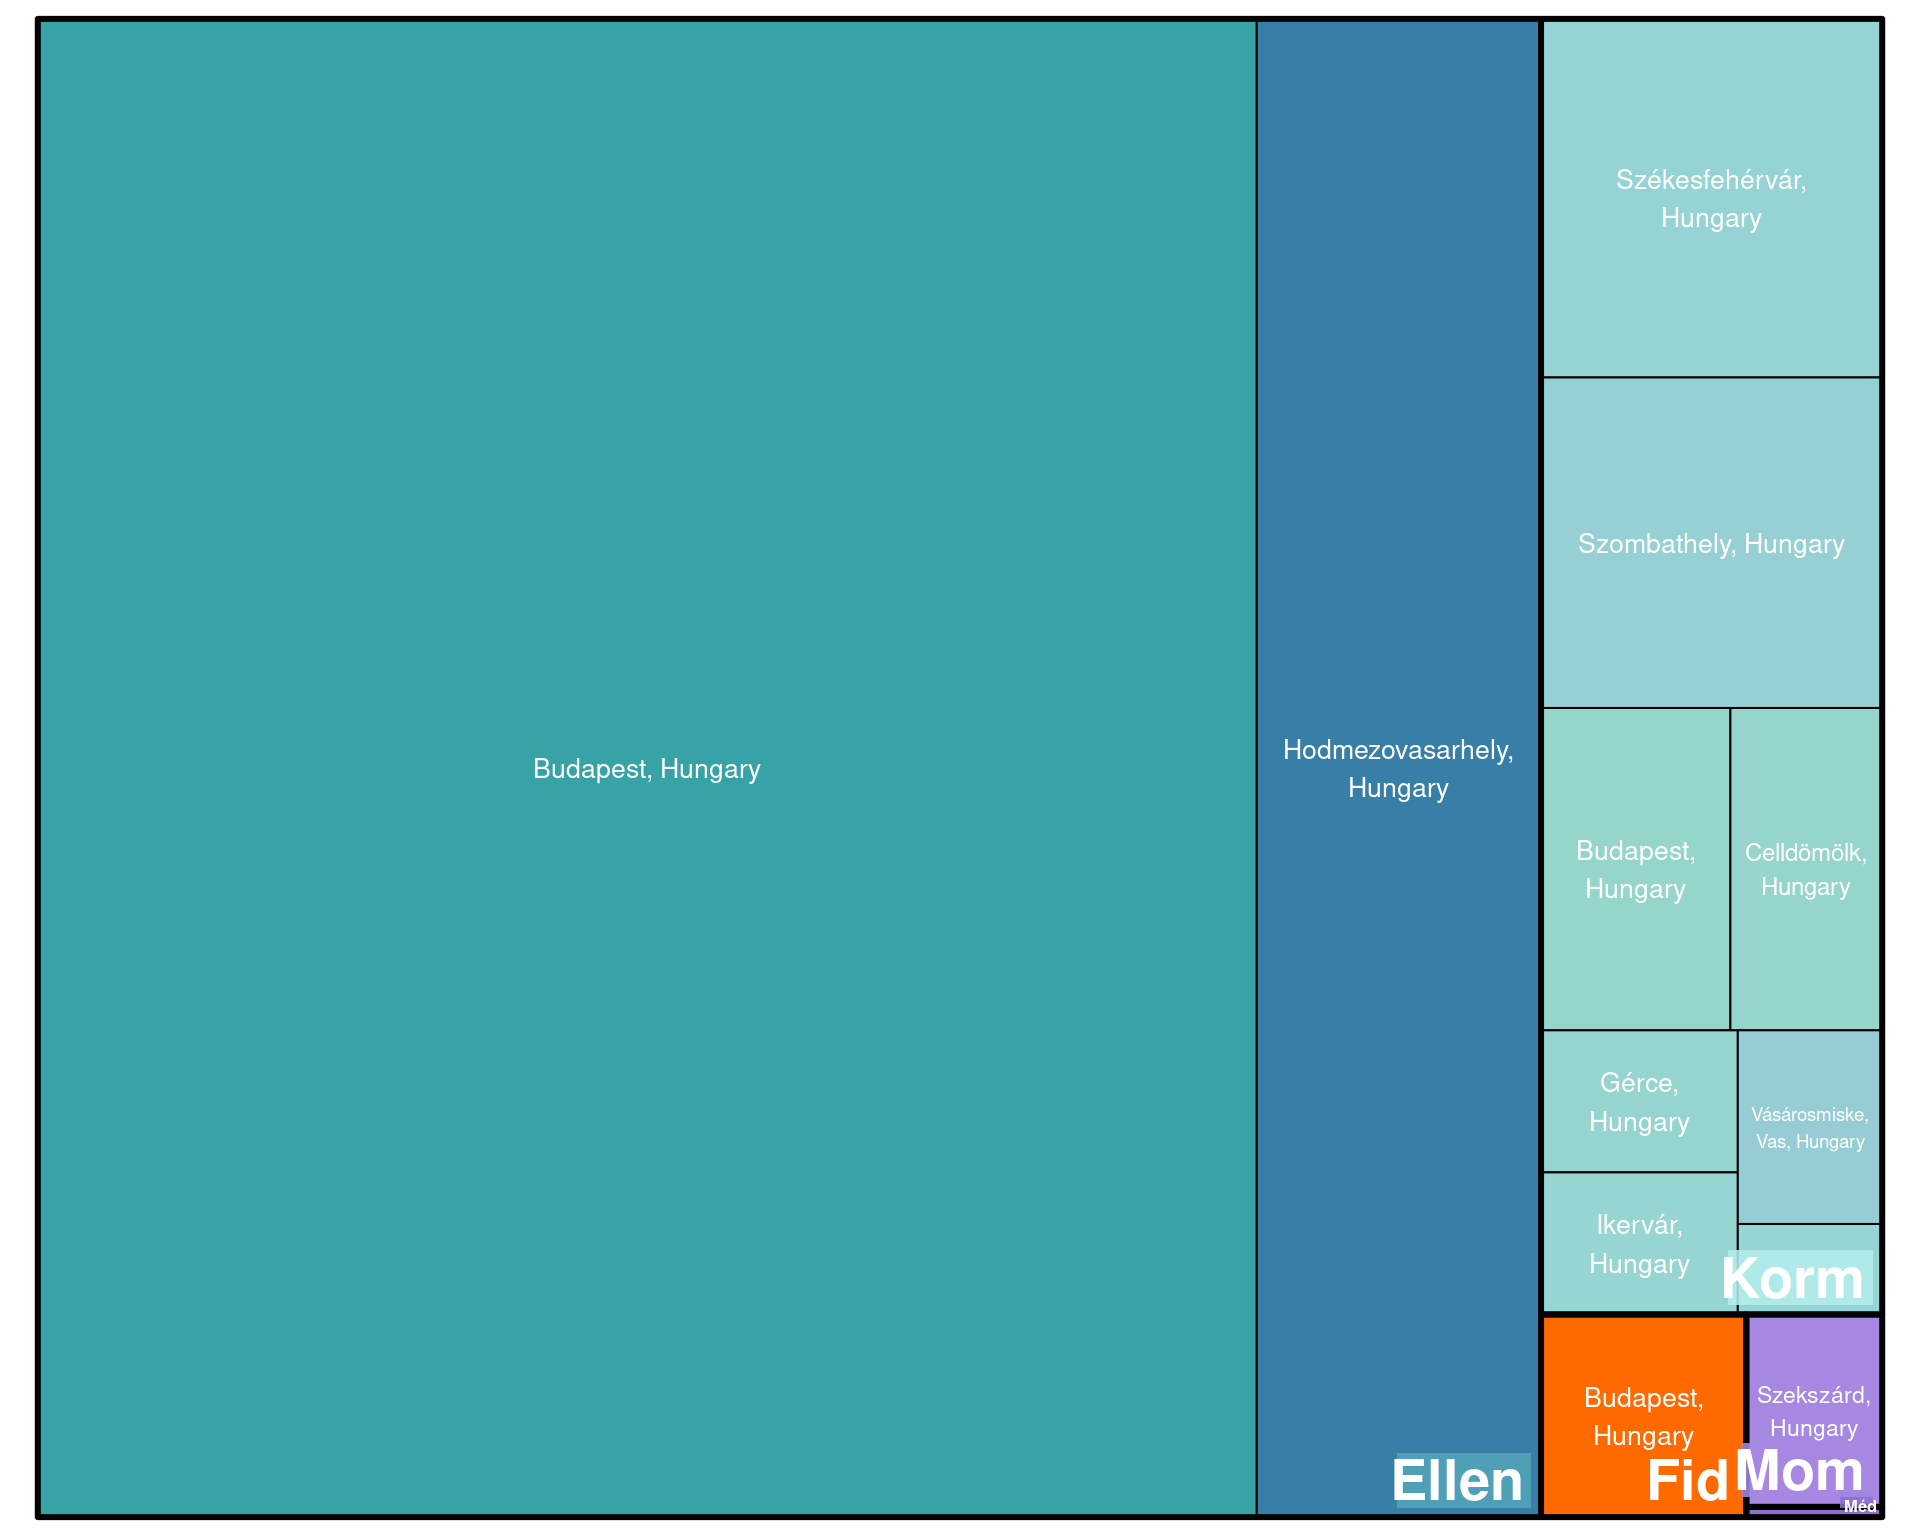 Budapest, Hungary
Hodmezovasarhely,
Hungary
Ellen
Székesfehérvár,
Hungary
Szombathely, Hungary
Budapest,
Hungary
Celldömölk,
Hungary
Gérce,
Hungary
Vásárosmiske,
Vas, Hungary
Ikervár,
Hungary
Korm
Budapest,
Hungary
Fid
Szekszárd,
Hungary
Mom
Méd